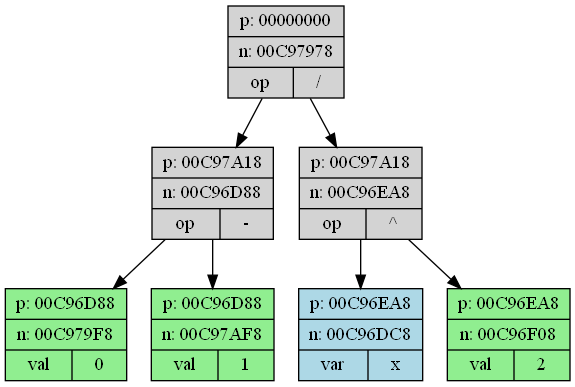 p: 00000000
n: 00C97978
op /
p: 00C97A18
n: 00C96D88
op -
p: 00C97A18
n: 00C96EA8
op ^
p: 00C96D88
n: 00C979F8
val 0
p: 00C96D88
n: 00C97AF8
val 1
p: 00C96EA8
n: 00C96DC8
var x
p: 00C96EA8
n: 00C96F08
val 2